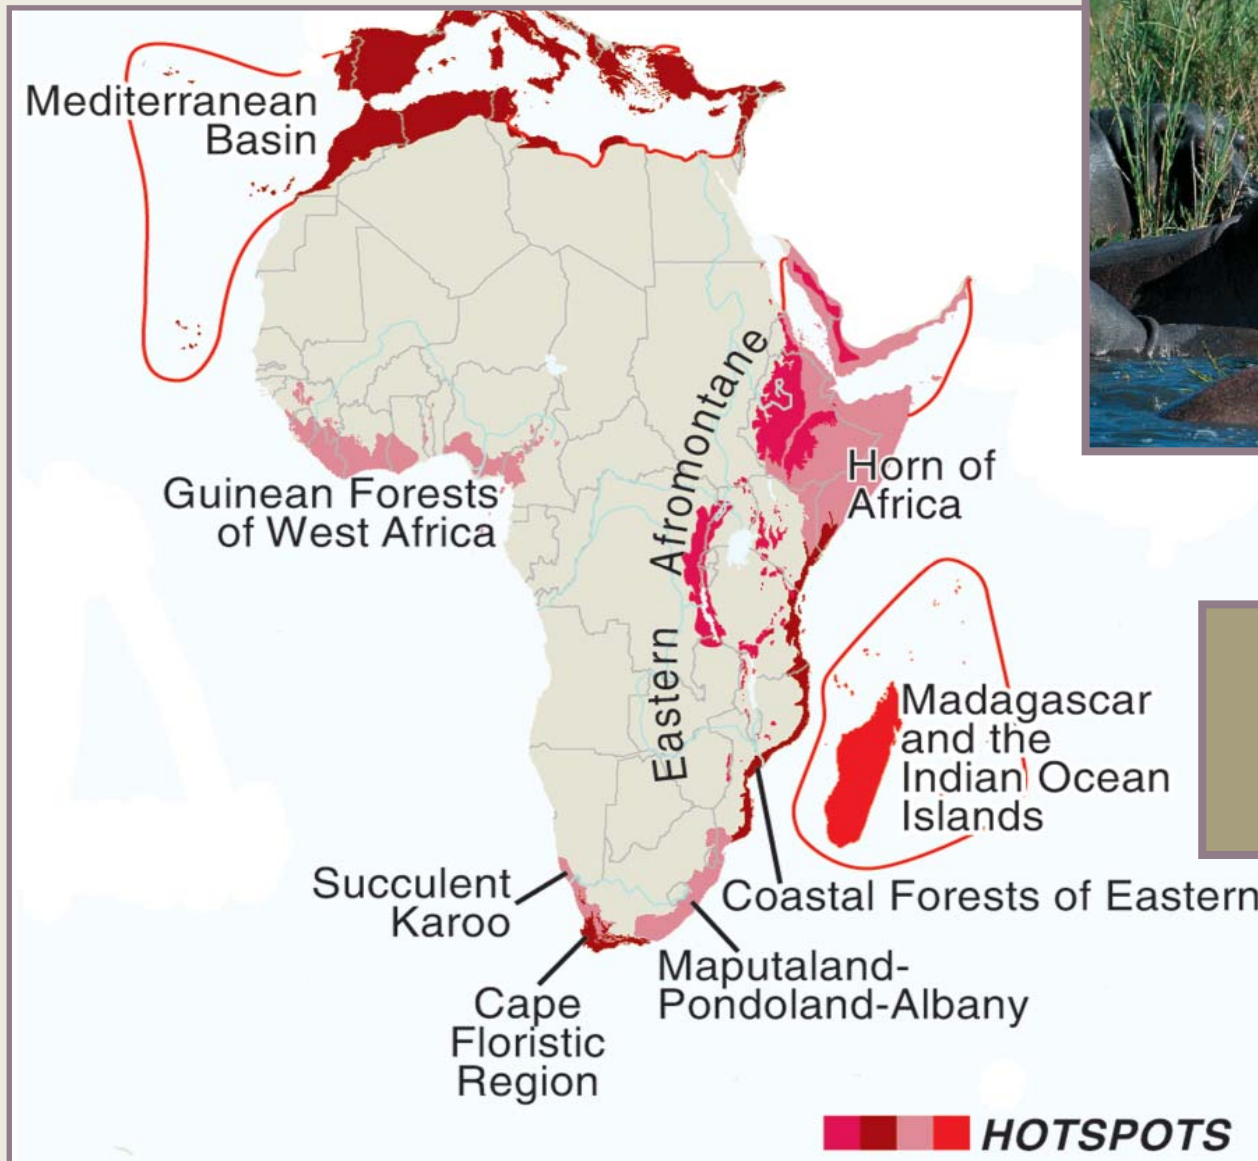 Mediterranean
Basin
Eastern Afromontane
Horn of
Africa
Guinean Forests
of West Africa
Madagascar
and the
Indian Ocean
Islands
Succulent
Karoo
Coastal Forests of Eastern
Maputaland-
Pondoland-Albany
Cape
Floristic
Region
HOTSPOTS